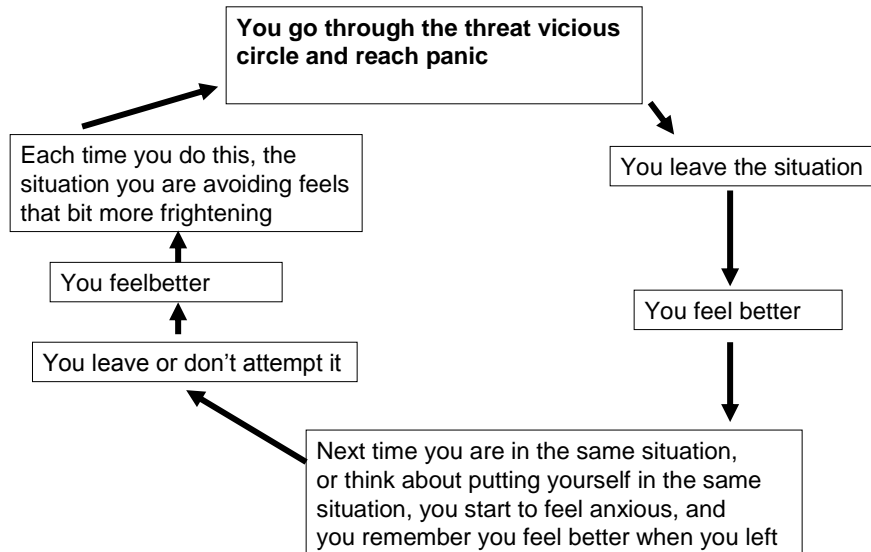 You go through the threat vicious
circle and reach panic
You leave the situation
You feel better
Next time you are in the same situation,
or think about putting yourself in the same
situation, you start to feel anxious, and
you remember you feel better when you left
You leave or don’t attempt it
You feelbetter
Each time you do this, the
situation you are avoiding feels
that bit more frightening